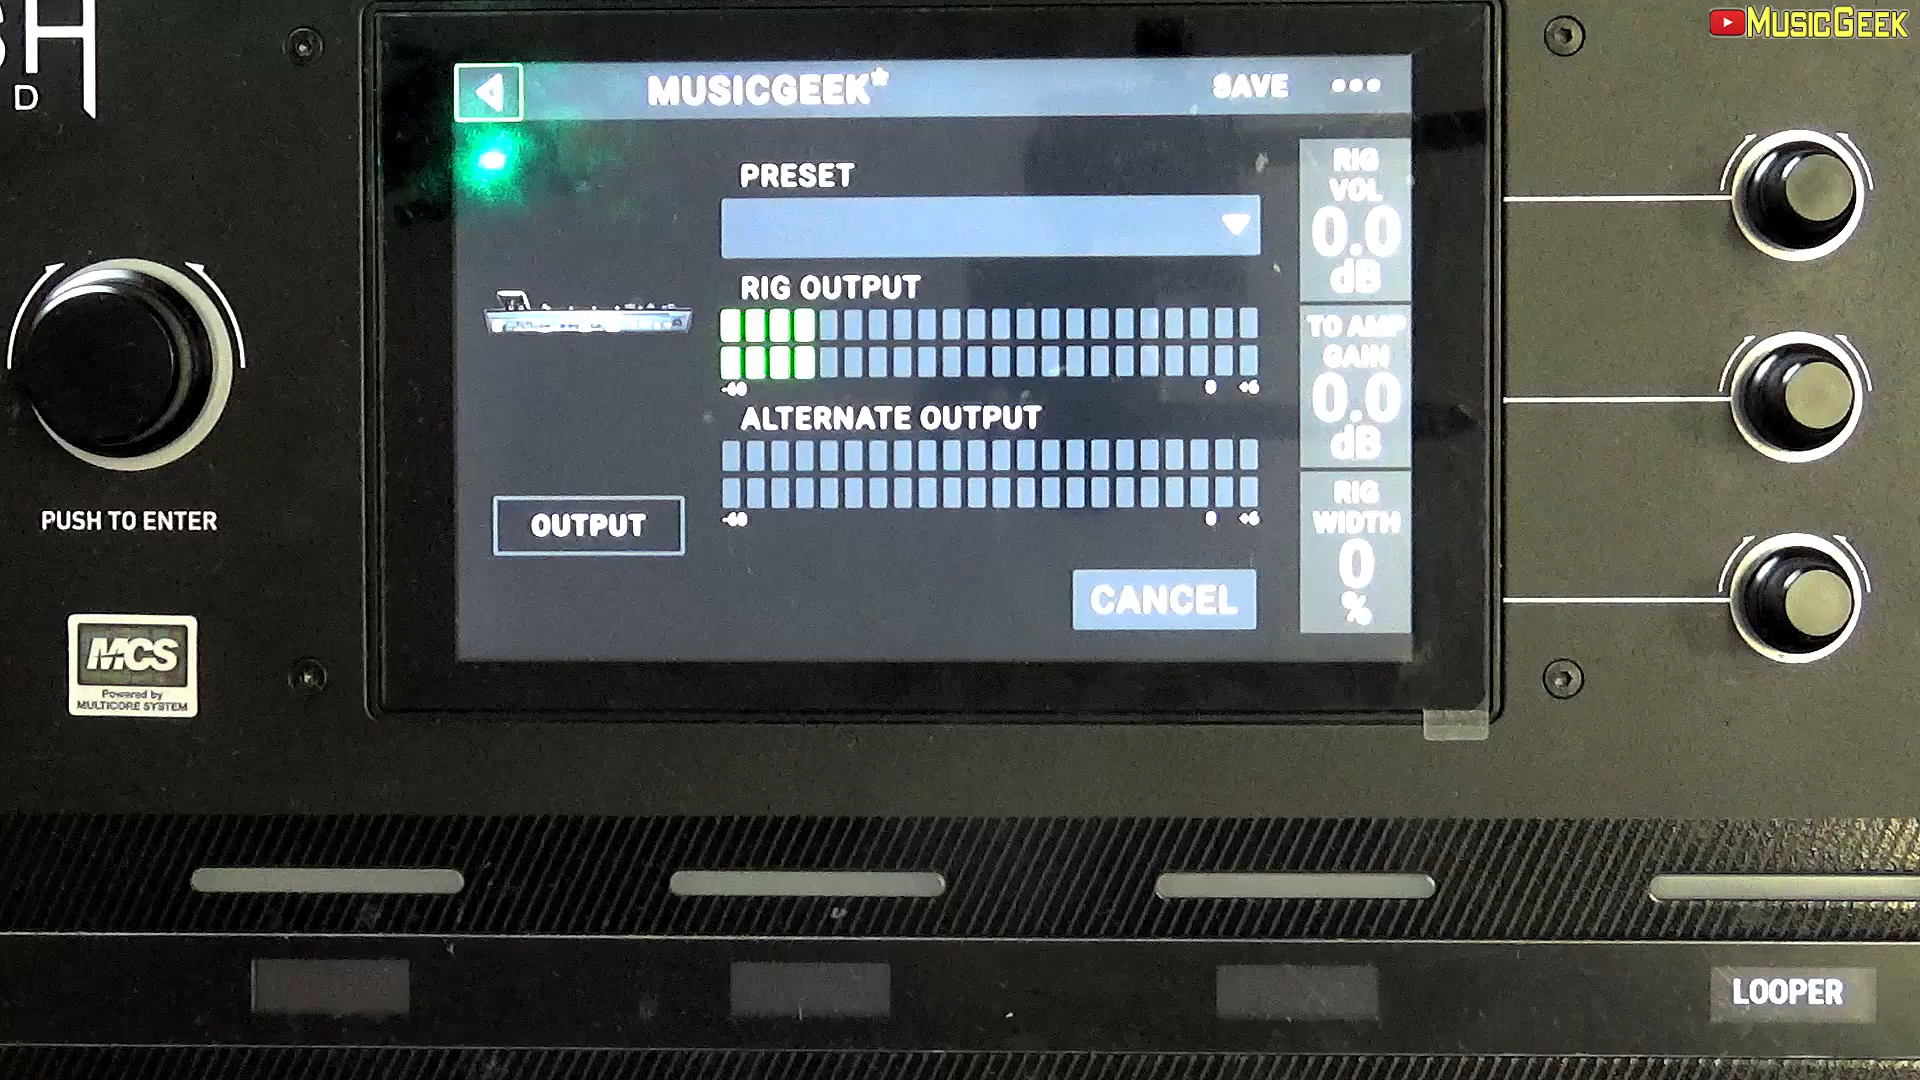 SH
D
MUSICGEEK
MUSICGEEK*
SAVE
PRESET
RIG OUTPUT
-60 0 +6
ALTERNATE OUTPUT
-60 0 +6
OUTPUT
CANCEL
RIG
VOL
0.0
dB
TO AMP
GAIN
0.0
dB
RIG
WIDTH
0
%
PUSH TO ENTER
MCS
Powered by
MULTICORE SYSTEM
LOOPER